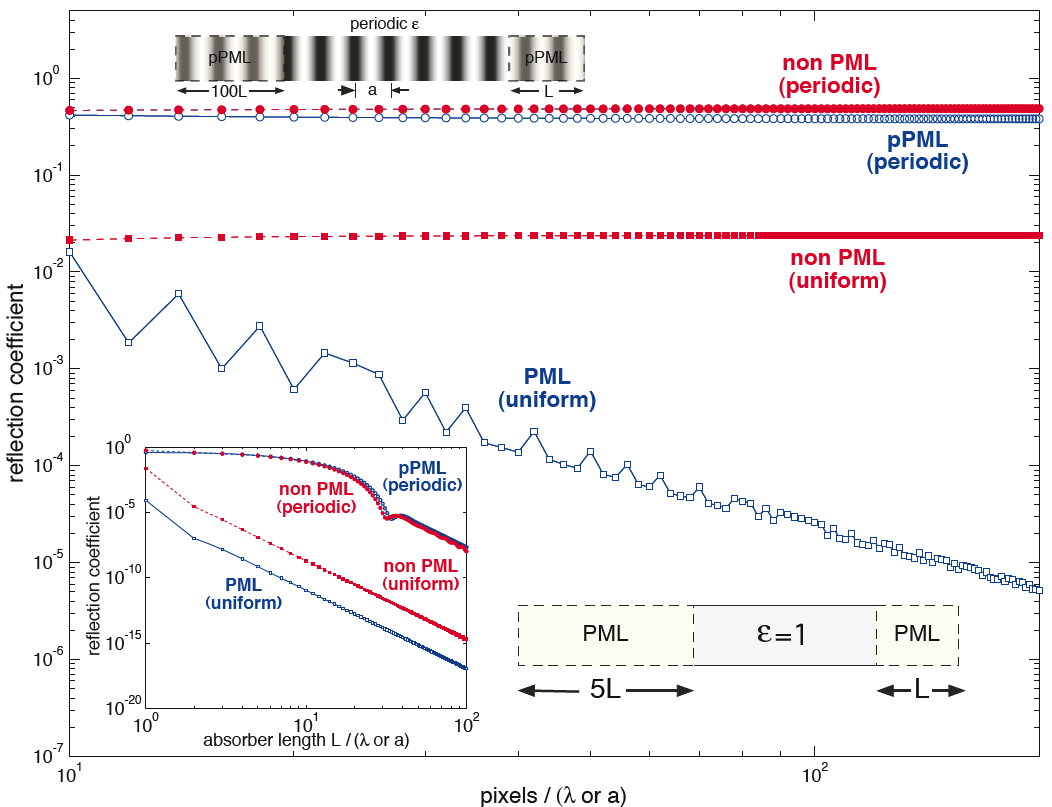 periodic ε
pPML
pPML
100L
a
L
non PML
(periodic)
pPML
(periodic)
non PML
(uniform)
PML
(uniform)
reflection coefficient
10^0
10^-1
10^-2
10^-3
10^-4
10^-5
10^-6
10^-7
10^1
10^2
pixels / (λ or a)
reflection coefficient
10^0
10^-5
10^-10
10^-15
10^-20
10^0
10^1
10^2
absorber length L / (λ or a)
non PML
(periodic)
pPML
(periodic)
non PML
(uniform)
PML
(uniform)
PML
ε=1
PML
5L
L